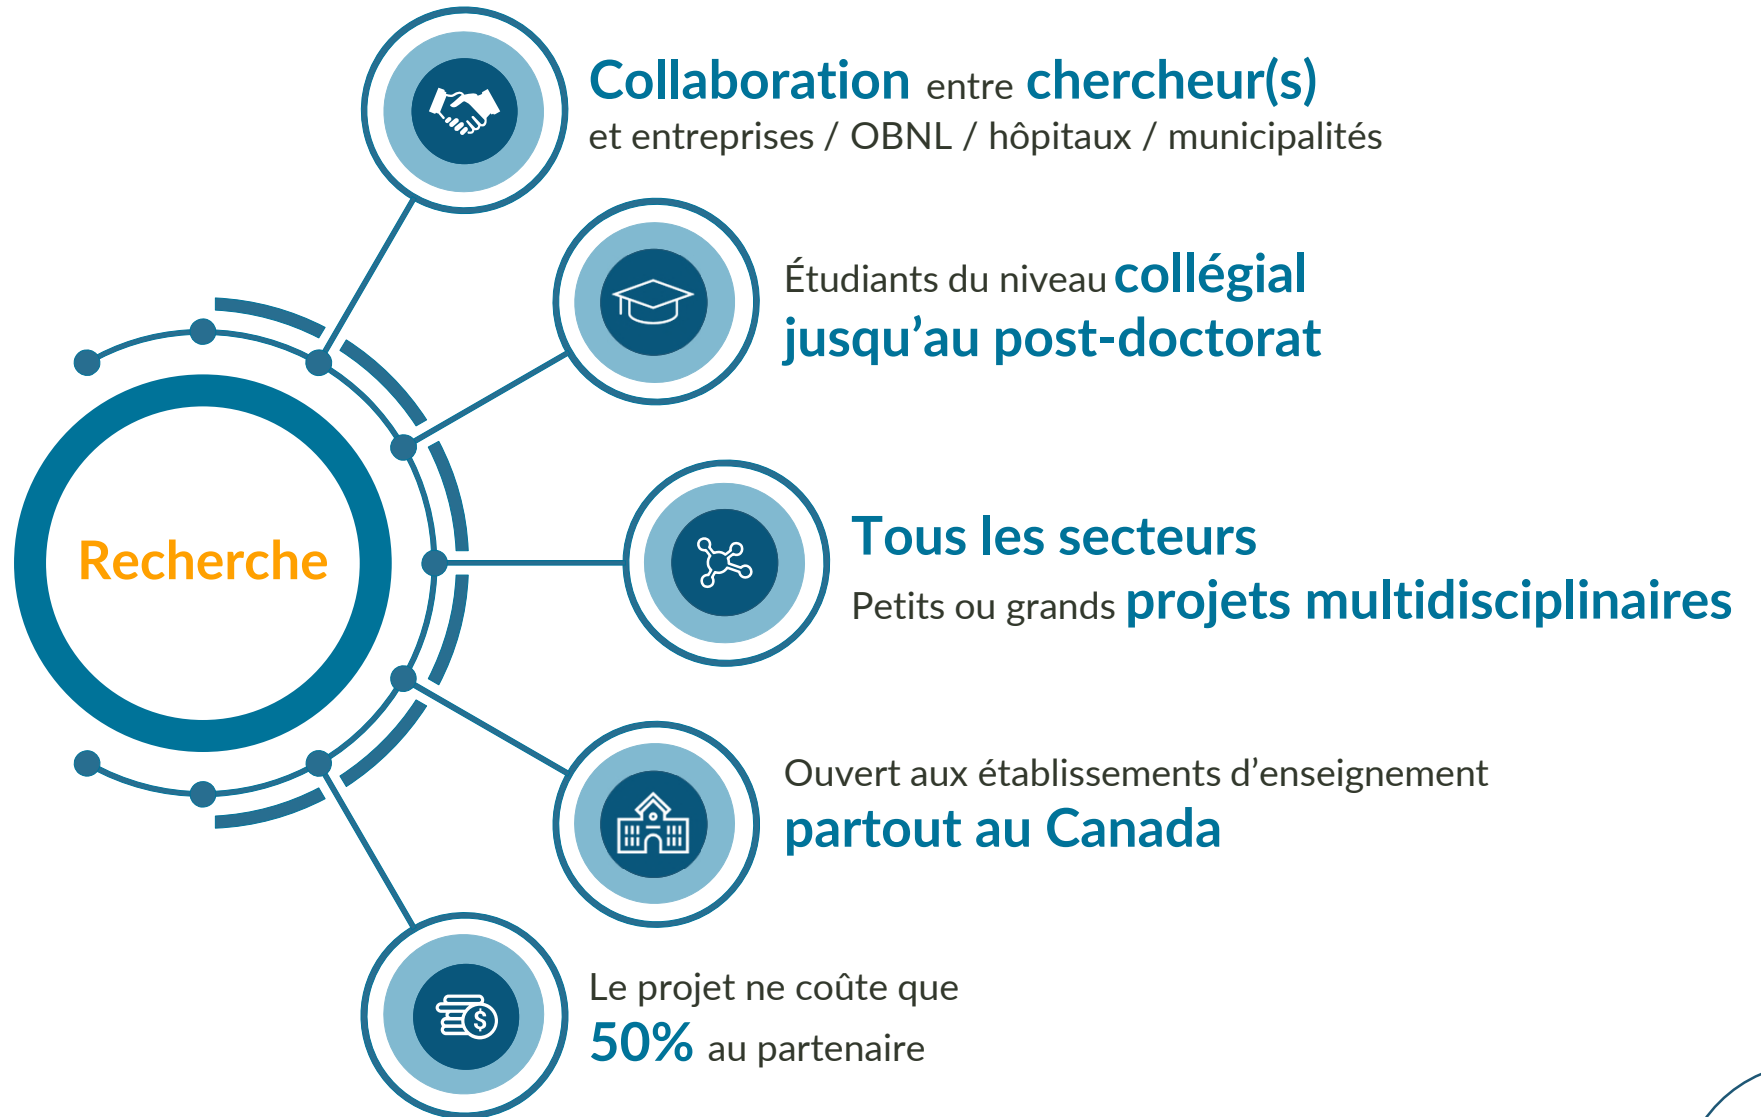 Collaboration entre chercheur(s)
et entreprises / OBNL / hôpitaux / municipalités
Étudiants du niveau collégial
jusqu’au post-doctorat
Recherche
Tous les secteurs
Petits ou grands projets multidisciplinaires
Ouvert aux établissements d’enseignement
partout au Canada
Le projet ne coûte que
50% au partenaire